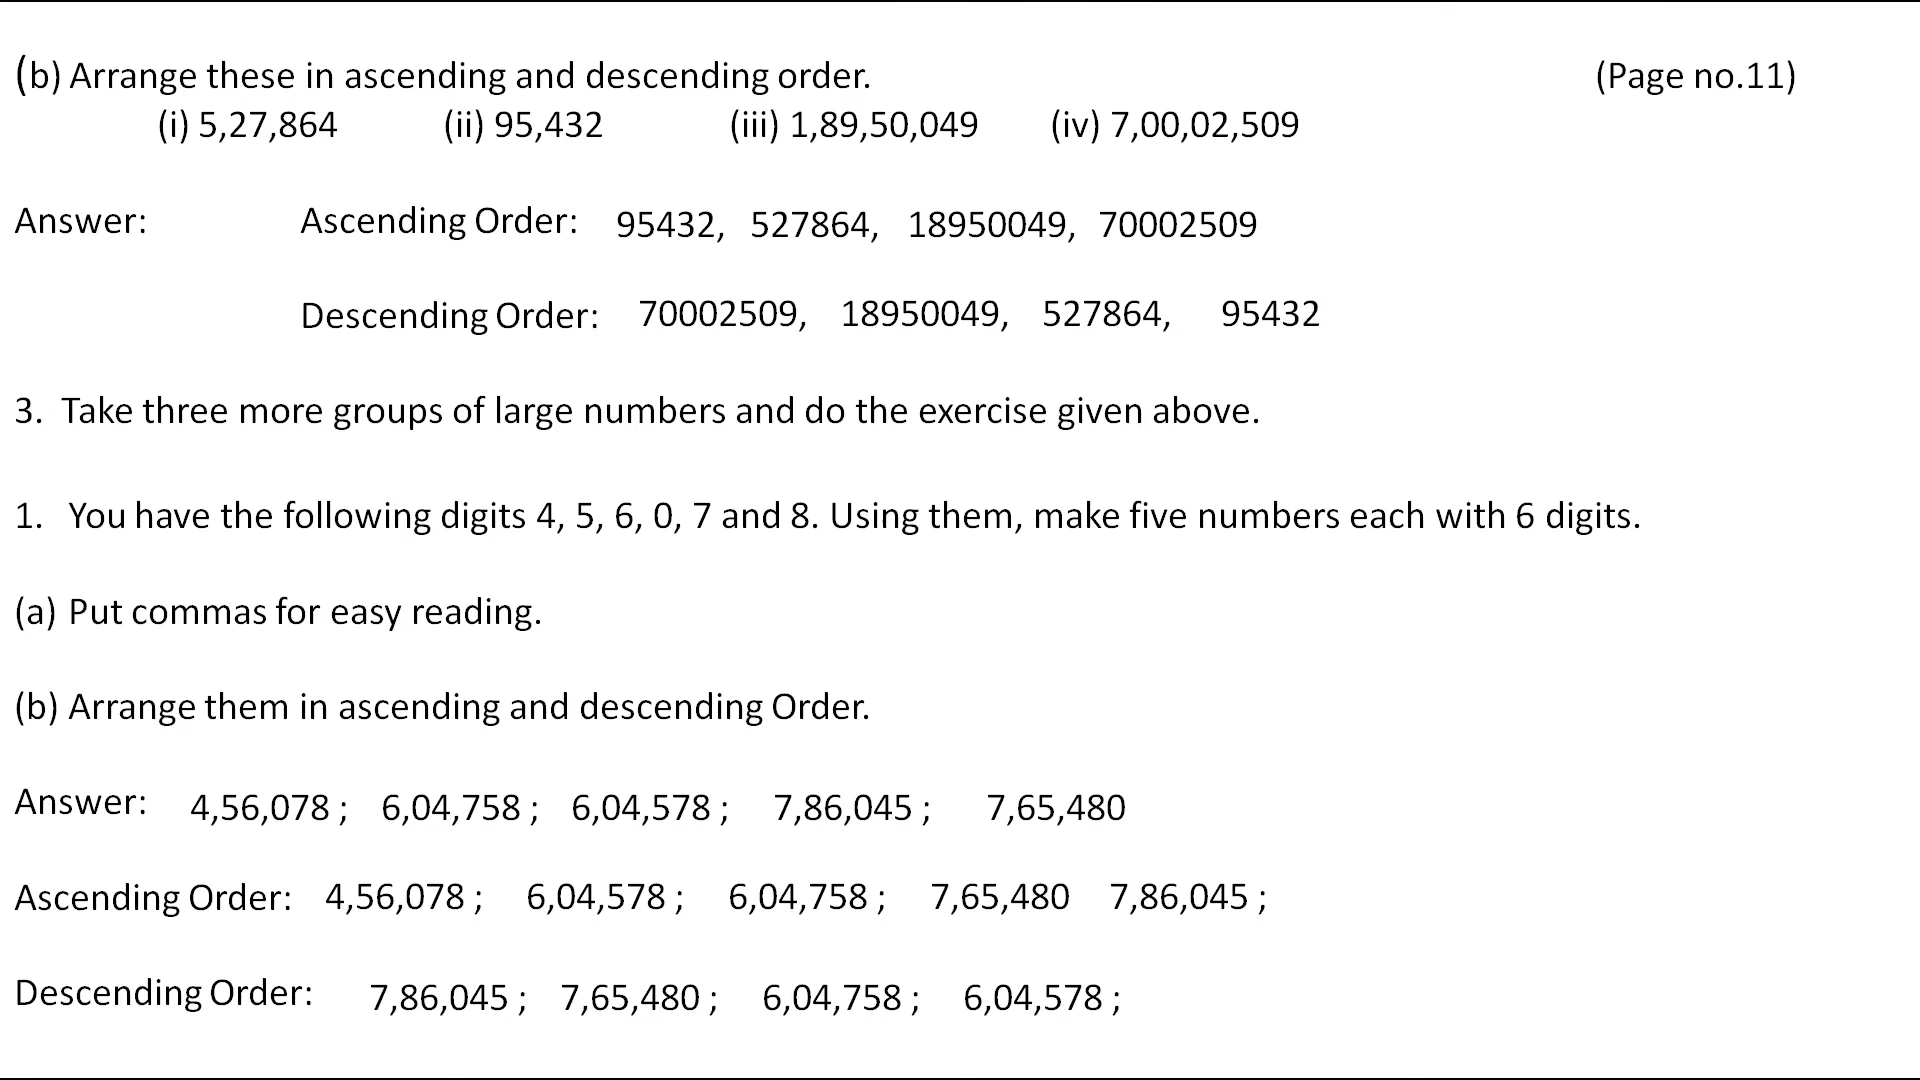 (b) Arrange these in ascending and descending order. (Page no.11)
(i) 5,27,864 (ii) 95,432 (iii) 1,89,50,049 (iv) 7,00,02,509
Answer: Ascending Order: 95432, 527864, 18950049, 70002509
Descending Order: 70002509, 18950049, 527864, 95432
3. Take three more groups of large numbers and do the exercise given above.
1. You have the following digits 4, 5, 6, 0, 7 and 8. Using them, make five numbers each with 6 digits.
(a) Put commas for easy reading.
(b) Arrange them in ascending and descending Order.
Answer: 4,56,078 ; 6,04,758 ; 6,04,578 ; 7,86,045 ; 7,65,480
Ascending Order: 4,56,078 ; 6,04,578 ; 6,04,758 ; 7,65,480 7,86,045 ;
Descending Order: 7,86,045 ; 7,65,480 ; 6,04,758 ; 6,04,578 ;